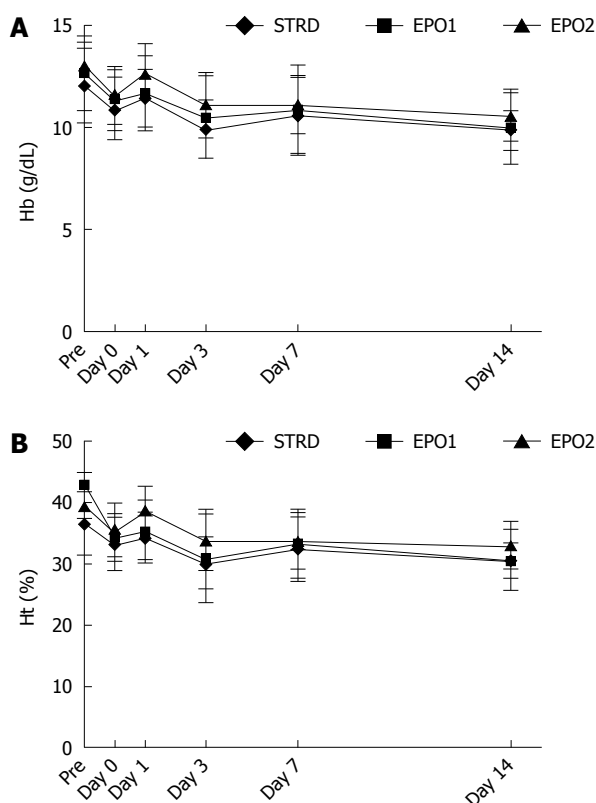 A
STRD EPO1 EPO2
15
10
5
0
Hb (g/dL)
Pre Day 0 Day 1 Day 3 Day 7 Day 14
B
STRD EPO1 EPO2
50
40
30
20
10
0
Ht (%)
Pre Day 0 Day 1 Day 3 Day 7 Day 14